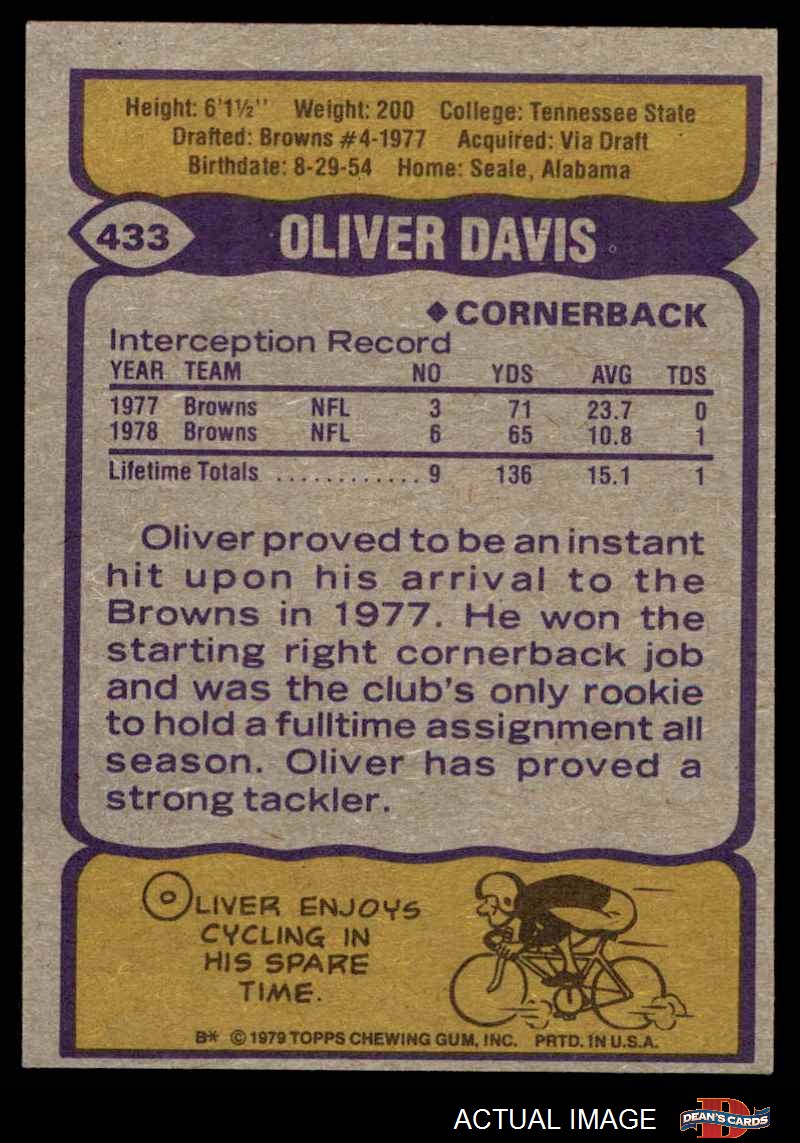 Height: 6'1½" Weight: 200 College: Tennessee State
Drafted: Browns #4-1977 Acquired: Via Draft
Birthdate: 8-29-54 Home: Seale, Alabama
433 OLIVER DAVIS
◆ CORNERBACK
Interception Record
YEAR TEAM NO YDS AVG TDS
1977 Browns NFL 3 71 23.7 0
1978 Browns NFL 6 65 10.8 1
Lifetime Totals ............ 9 136 15.1 1
Oliver proved to be an instant
hit upon his arrival to the
Browns in 1977. He won the
starting right cornerback job
and was the club's only rookie
to hold a fulltime assignment all
season. Oliver has proved a
strong tackler.
OLIVER ENJOYS
CYCLING IN
HIS SPARE
TIME.
B* © 1979 TOPPS CHEWING GUM, INC. PRTD. IN U.S.A.
ACTUAL IMAGE
D
DEAN'S CARDS